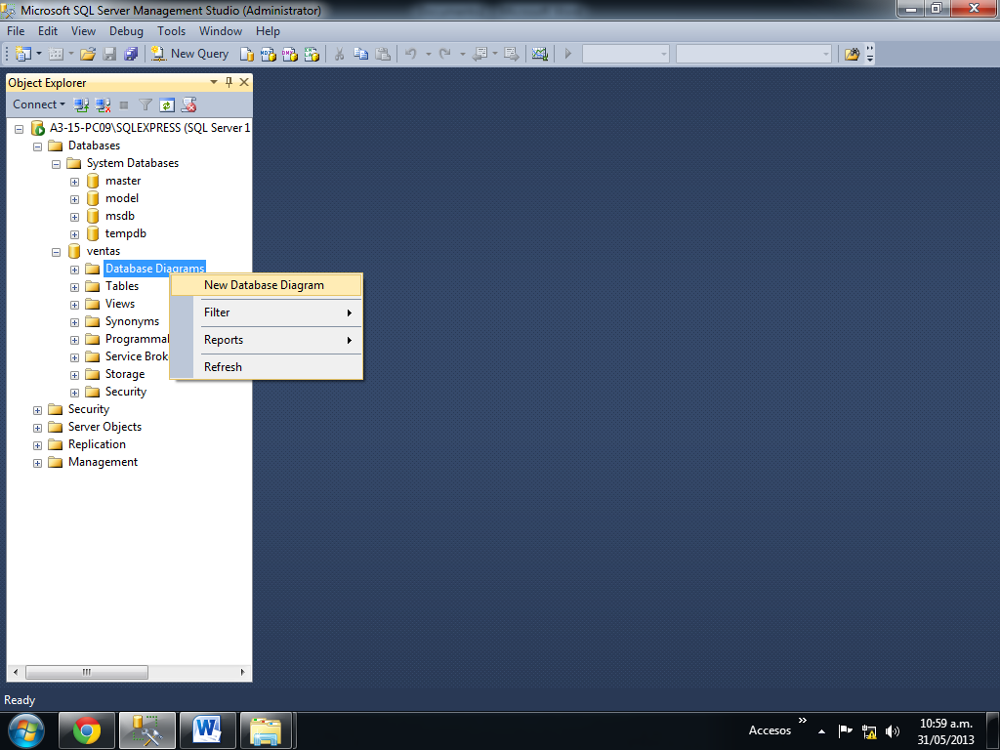 Microsoft SQL Server Management Studio (Administrator)
File Edit View Debug Tools Window Help
New Query
Object Explorer
Connect
A3-15-PC09\SQLEXPRESS (SQL Server 1
Databases
System Databases
master
model
msdb
tempdb
ventas
Database Diagrams
New Database Diagram
Tables
Views
Filter
Synonyms
Programmal
Reports
Service Brok
Refresh
Storage
Security
Security
Server Objects
Replication
Management
Ready
Accesos
10:59 a.m.
31/05/2013